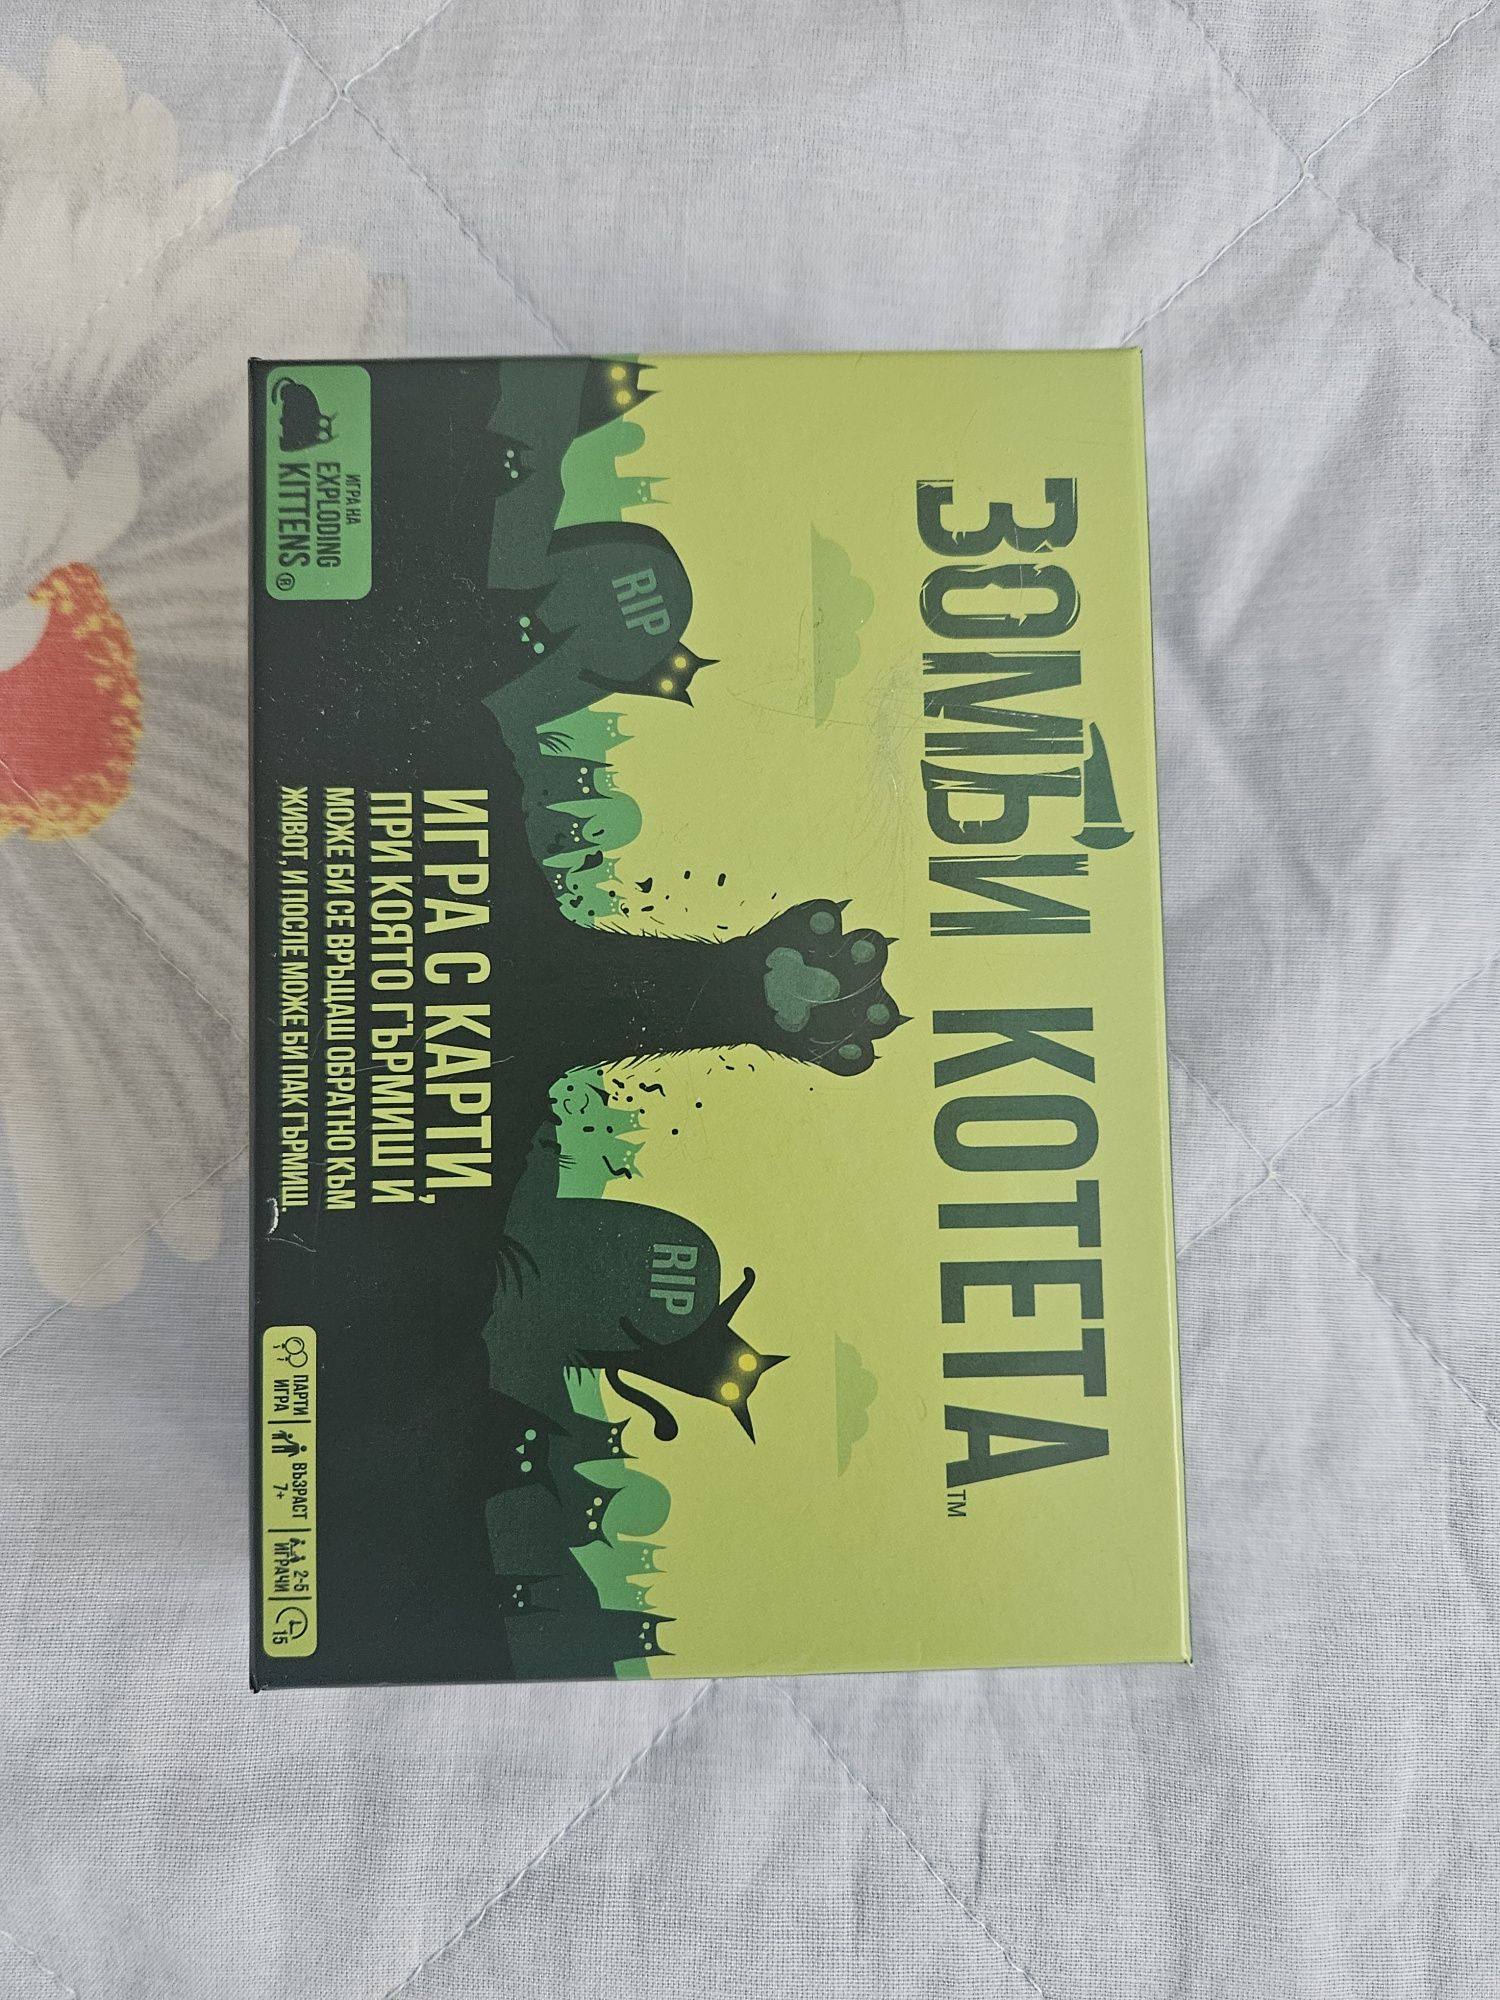 ЗОМБИ КОТЕТА™
RIP
RIP
ИГРА С КАРТИ,
ПРИ КОЯТО ГЪРМИШ И
МОЖЕ БИ СЕ ВРЪЩАШ ОБРАТНО КЪМ
ЖИВОТ, И ПОСЛЕ МОЖЕ БИ ПАК ГЪРМИШ.
ИГРА НА
EXPLODING
KITTENS®
ПАРТИ
ИГРА
ВЪЗРАСТ
7+
2-5
ИГРАЧИ
15